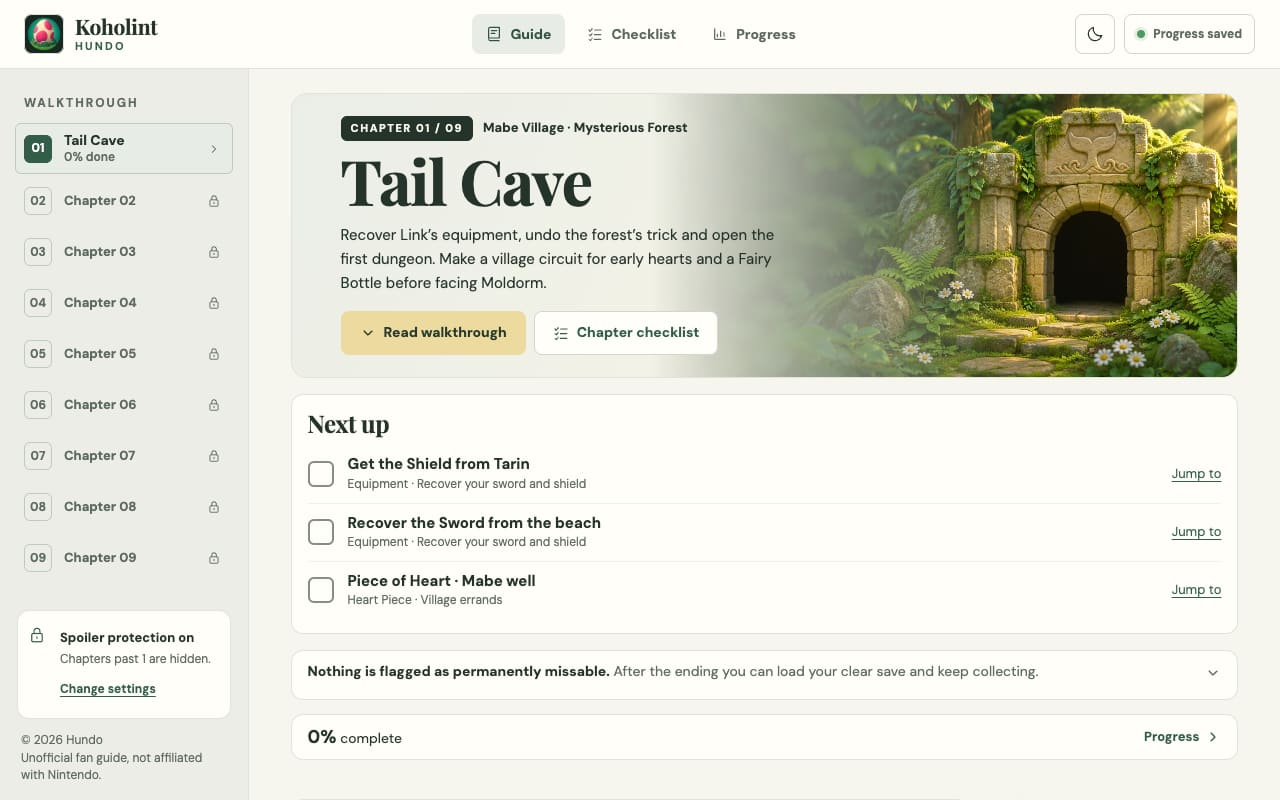 Koholint
HUNDO
Guide
Checklist
Progress
Progress saved
WALKTHROUGH
01
Tail Cave
0% done
02
Chapter 02
03
Chapter 03
04
Chapter 04
05
Chapter 05
06
Chapter 06
07
Chapter 07
08
Chapter 08
09
Chapter 09
Spoiler protection on
Chapters past 1 are hidden.
Change settings
© 2026 Hundo
Unofficial fan guide, not affiliated
with Nintendo.
CHAPTER 01 / 09
Mabe Village · Mysterious Forest
Tail Cave
Recover Link’s equipment, undo the forest’s trick and open the
first dungeon. Make a village circuit for early hearts and a Fairy
Bottle before facing Moldorm.
Read walkthrough
Chapter checklist
Next up
Get the Shield from Tarin
Equipment · Recover your sword and shield
Jump to
Recover the Sword from the beach
Equipment · Recover your sword and shield
Jump to
Piece of Heart · Mabe well
Heart Piece · Village errands
Jump to
Nothing is flagged as permanently missable. After the ending you can load your clear save and keep collecting.
0% complete
Progress